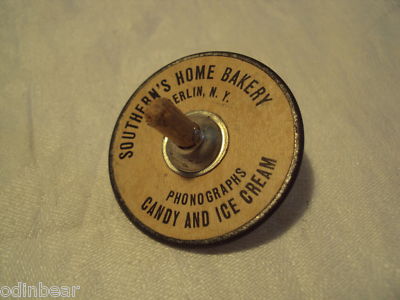 SOUTHERN'S HOME BAKERY
ERLIN, N. Y.
PHONOGRAPHS
CANDY AND ICE CREAM
odinbear